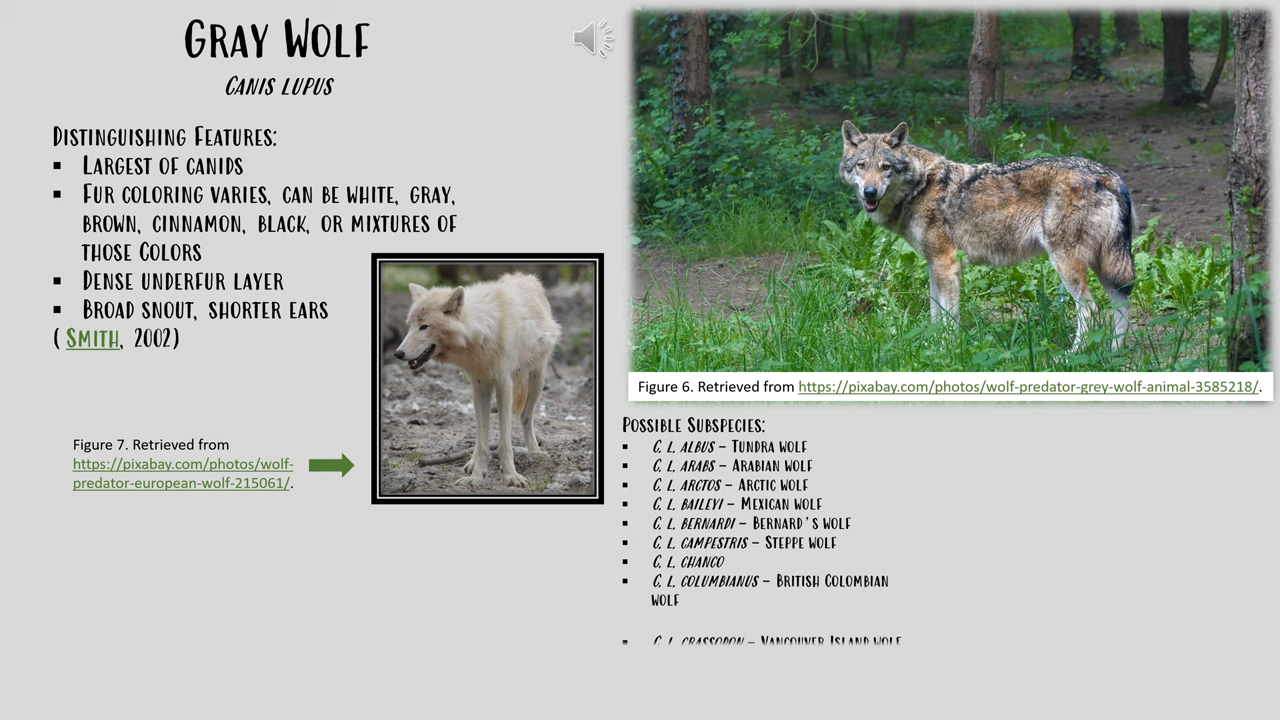 Gray Wolf
Canis lupus
Distinguishing Features:
▪ Largest of canids
▪ Fur coloring varies, can be white, gray,
brown, cinnamon, black, or mixtures of
those Colors
▪ Dense underfur layer
▪ Broad snout, shorter ears
( Smith, 2002)
Figure 7. Retrieved from
https://pixabay.com/photos/wolf-
predator-european-wolf-215061/.
Figure 6. Retrieved from https://pixabay.com/photos/wolf-predator-grey-wolf-animal-3585218/.
Possible Subspecies:
▪ C. l. albus – Tundra wolf
▪ C. l. arabs – Arabian wolf
▪ C. l. arctos – Arctic wolf
▪ C. l. baileyi – Mexican wolf
▪ C. l. bernardi – Bernard's wolf
▪ C. l. campestris – Steppe wolf
▪ C. l. chanco
▪ C. l. columbianus – British Colombian
wolf
▪ C. l. crassodon – Vancouver Island wolf